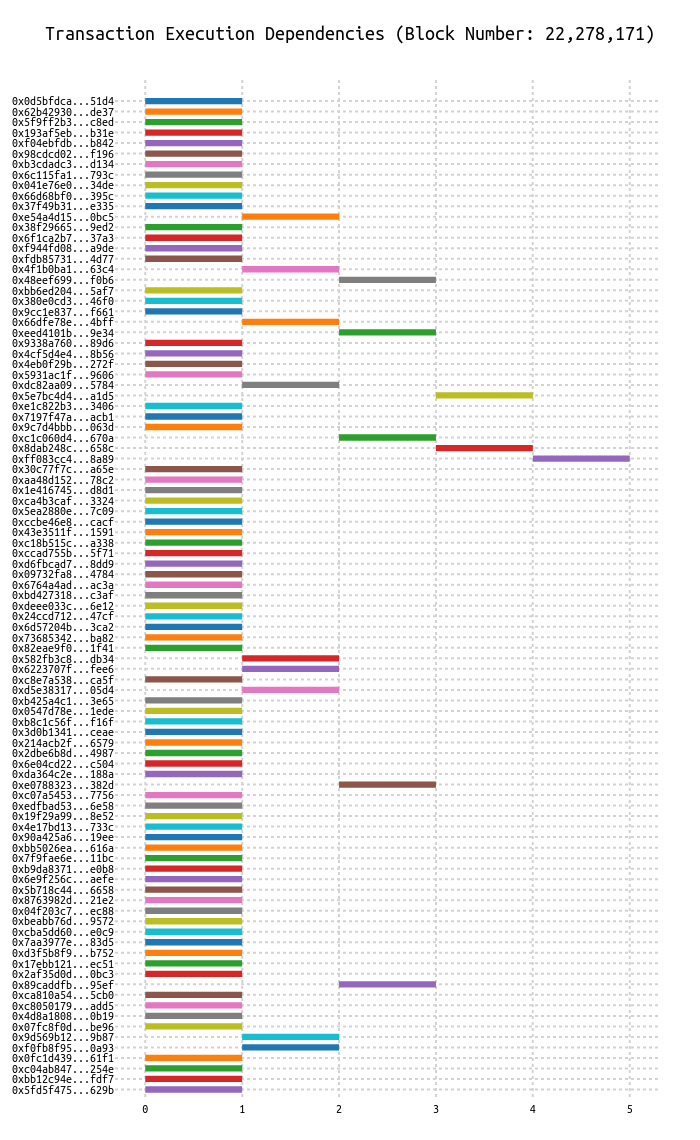 Transaction Execution Dependencies (Block Number: 22,278,171)
0x0d5bfdca...51d4
0x62b42930...de37
0x5f9ff2b3...c8ed
0x193af5eb...b31e
0xf04ebfdb...b842
0x98cdcd02...f196
0xb3cdadc3...d134
0x6c115fa1...793c
0x041e76e0...34de
0x66d68bf0...395c
0x37f49b31...e335
0xe54a4d15...0bc5
0x38f29665...9ed2
0x6f1ca2b7...37a3
0xf944fd08...a9de
0xfdb85731...4d77
0x4f1b0ba1...63c4
0x48eef699...f0b6
0xbb6ed204...5af7
0x380e0cd3...46f0
0x9cc1e837...f661
0x66dfe78e...4bff
0xeed4101b...9e34
0x9338a760...89d6
0x4cf5d4e4...8b56
0x4eb0f29b...272f
0x5931ac1f...9606
0xdc82aa09...5784
0x5e7bc4d4...a1d5
0xe1c822b3...3406
0x7197f47a...acb1
0x9c7d4bbb...063d
0xc1c060d4...670a
0x8dab248c...658c
0xff083cc4...8a89
0x30c77f7c...a65e
0xaa48d152...78c2
0x1e416745...d8d1
0xca4b3caf...3324
0x5ea2880e...7c09
0xccbe46e8...cacf
0x43e3511f...1591
0xc18b515c...a338
0xccad755b...5f71
0xd6fbcad7...8dd9
0x09732fa8...4784
0x6764a4ad...ac3a
0xbd427318...c3af
0xdeee033c...6e12
0x24ccd712...47cf
0x6d57204b...3ca2
0x73685342...ba82
0x82eae9f0...1f41
0x582fb3c8...db34
0x6223707f...fee6
0xc8e7a538...ca5f
0xd5e38317...05d4
0xb425a4c1...3e65
0x0547d78e...1ede
0xb8c1c56f...f16f
0x3d0b1341...ceae
0x214acb2f...6579
0x2dbe6b8d...4987
0x6e04cd22...c504
0xda364c2e...188a
0xe0788323...382d
0xc07a5453...7756
0xedfbad53...6e58
0x19f29a99...8e52
0x4e17bd13...733c
0x90a425a6...19ee
0xbb5026ea...616a
0x7f9fae6e...11bc
0xb9da8371...e0b8
0x6e9f256c...aefe
0x5b718c44...6658
0x8763982d...21e2
0x04f203c7...ec88
0xbeabb76d...9572
0xcba5dd60...e0c9
0x7aa3977e...83d5
0xd3f5b8f9...b752
0x17ebb121...ec51
0x2af35d0d...0bc3
0x89caddfb...95ef
0xca810a54...5cb0
0xc8050179...add5
0x4d8a1808...0b19
0x07fc8f0d...be96
0x9d569b12...9b87
0xf0fb8f95...0a93
0x0fc1d439...61f1
0xc04ab847...254e
0xbb12c94e...fdf7
0x5fd5f475...629b
0 1 2 3 4 5